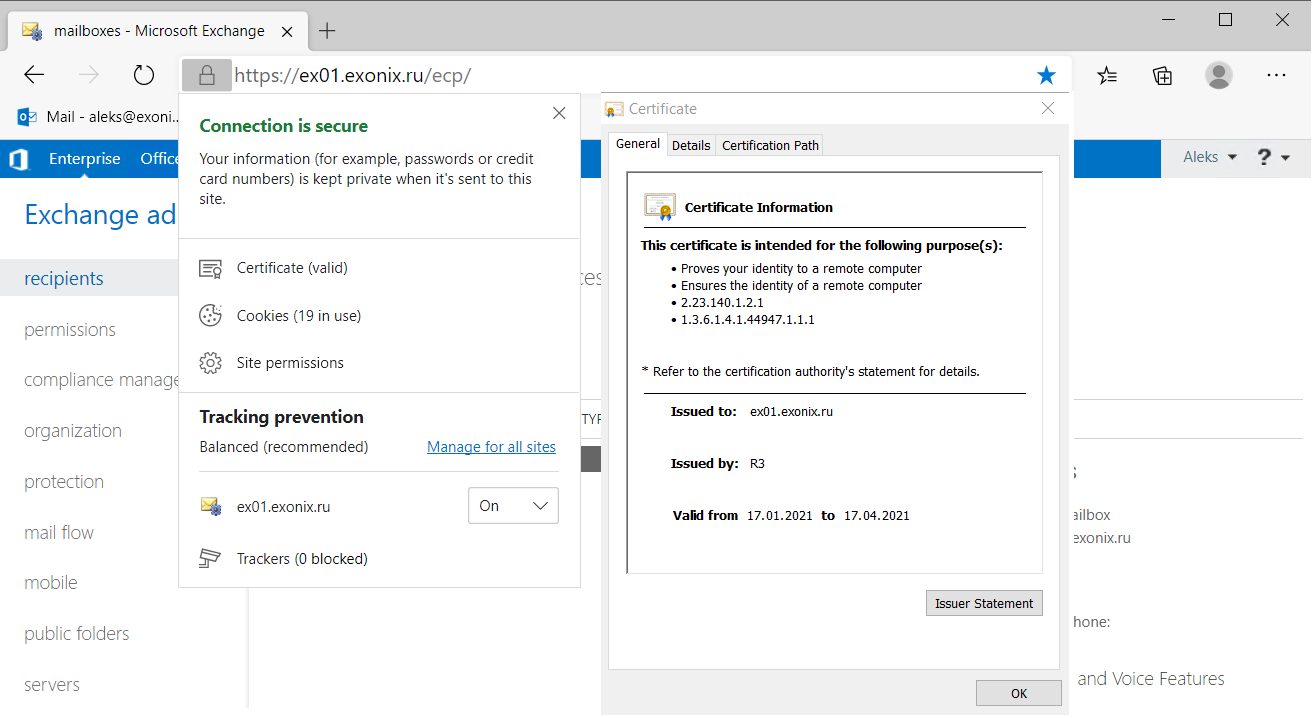 mailboxes - Microsoft Exchange
https://ex01.exonix.ru/ecp/
Mail - aleks@exoni...
Enterprise Office
Aleks ?
Exchange ad
recipients
permissions
compliance manage
organization
protection
mail flow
mobile
public folders
servers
Connection is secure
Your information (for example, passwords or credit
card numbers) is kept private when it's sent to this
site.
Certificate (valid)
Cookies (19 in use)
Site permissions
Tracking prevention
Balanced (recommended) Manage for all sites
ex01.exonix.ru On
Trackers (0 blocked)
ces
TYP
Certificate
General Details Certification Path
Certificate Information
This certificate is intended for the following purpose(s):
• Proves your identity to a remote computer
• Ensures the identity of a remote computer
• 2.23.140.1.2.1
• 1.3.6.1.4.1.44947.1.1.1
* Refer to the certification authority's statement for details.
Issued to: ex01.exonix.ru
Issued by: R3
Valid from 17.01.2021 to 17.04.2021
Issuer Statement
OK
s
ailbox
exonix.ru
hone:
and Voice Features